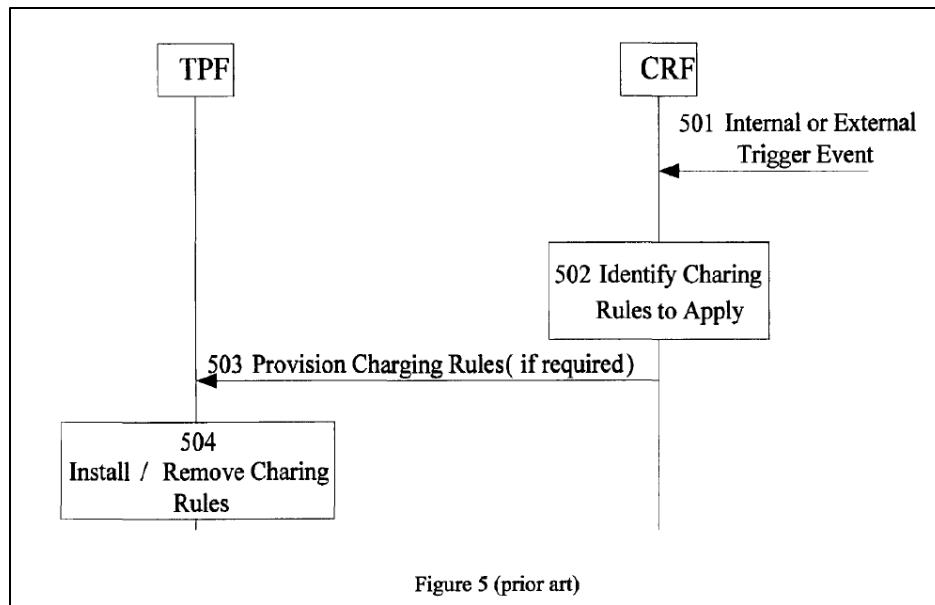 TPF
CRF
501 Internal or External
Trigger Event
502 Identify Charing
Rules to Apply
503 Provision Charging Rules( if required)
504
Install / Remove Charing
Rules
Figure 5 (prior art)